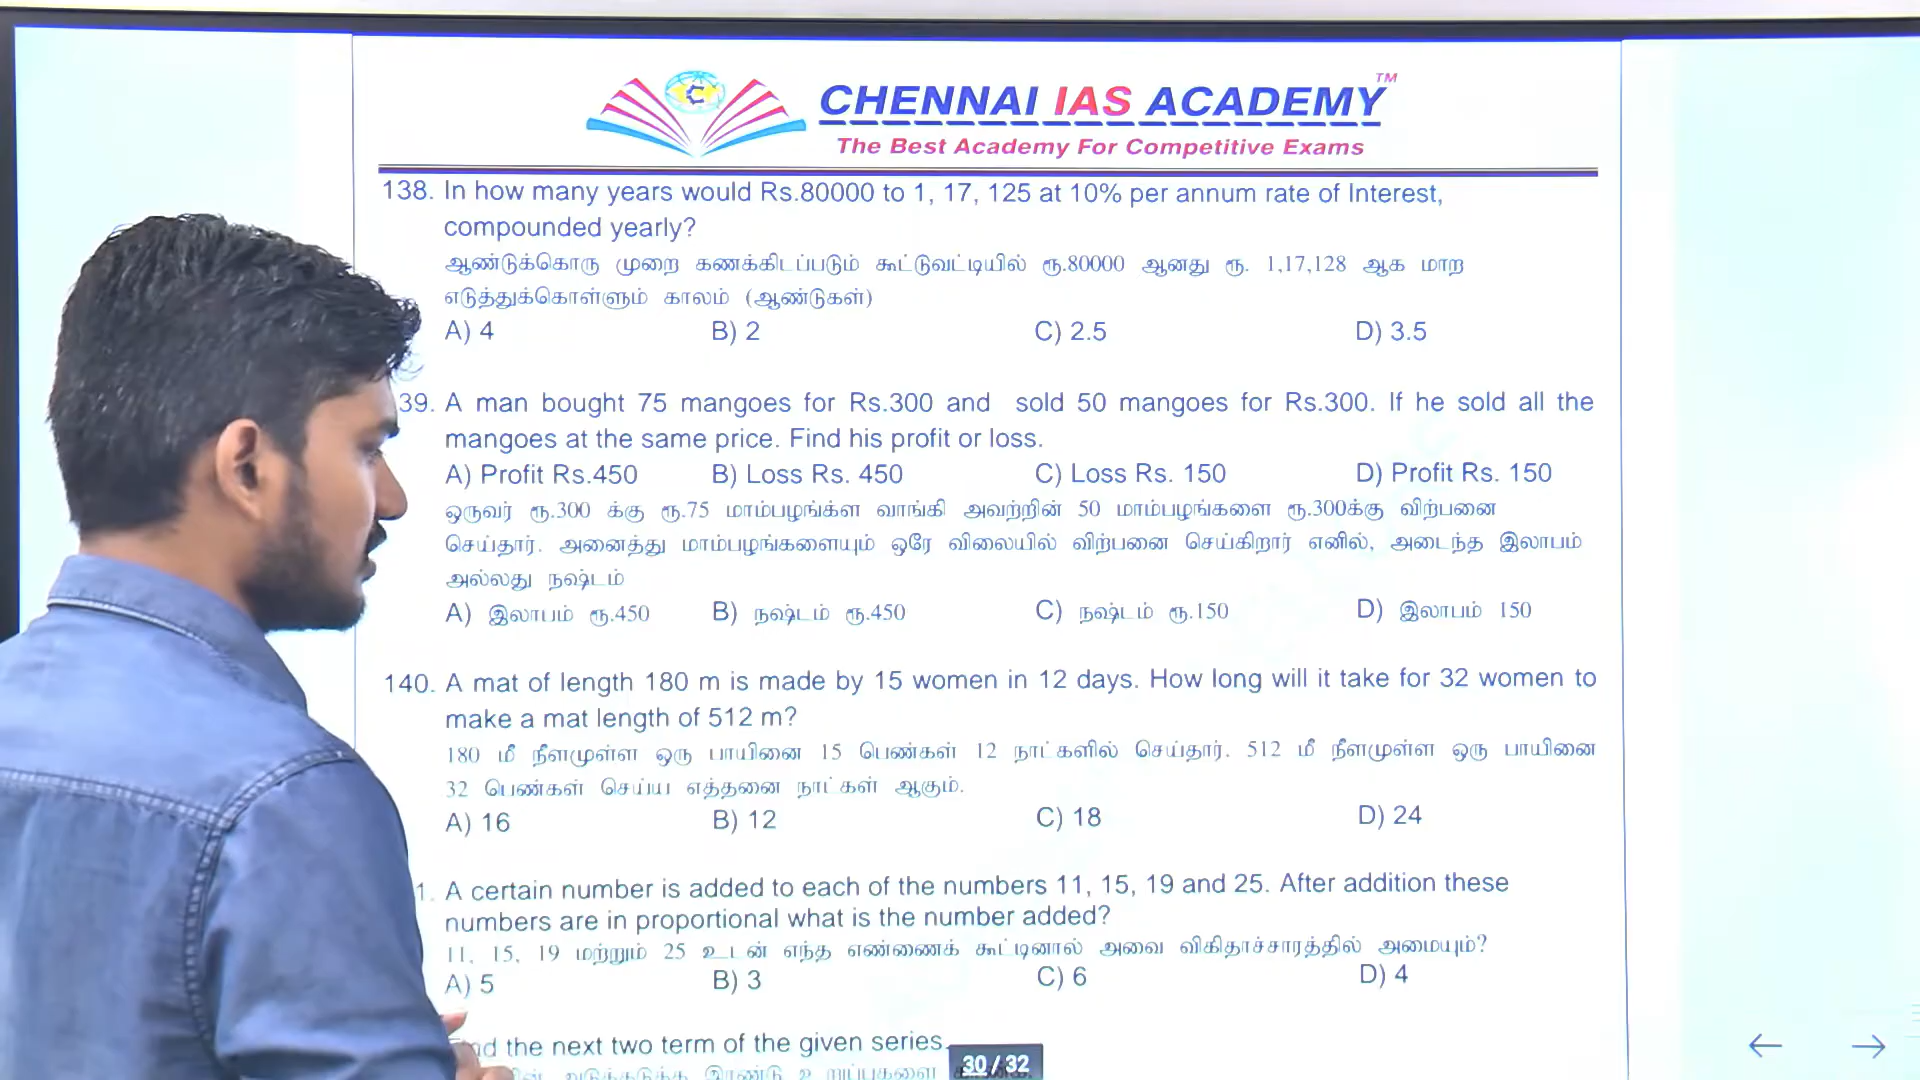 CHENNAI IAS ACADEMY™
The Best Academy For Competitive Exams
138. In how many years would Rs.80000 to 1, 17, 125 at 10% per annum rate of Interest,
compounded yearly?
ஆண்டுக்கொரு முறை கணக்கிடப்படும் கூட்டுவட்டியில் ரூ.80000 ஆனது ரூ. 1,17,128 ஆக மாற
எடுத்துக்கொள்ளும் காலம் (ஆண்டுகள்)
A) 4 B) 2 C) 2.5 D) 3.5
39. A man bought 75 mangoes for Rs.300 and sold 50 mangoes for Rs.300. If he sold all the
mangoes at the same price. Find his profit or loss.
A) Profit Rs.450 B) Loss Rs. 450 C) Loss Rs. 150 D) Profit Rs. 150
ஒருவர் ரூ.300 க்கு ரூ.75 மாம்பழங்க்ள வாங்கி அவற்றின் 50 மாம்பழங்களை ரூ.300க்கு விற்பனை
செய்தார். அனைத்து மாம்பழங்களையும் ஒரே விலையில் விற்பனை செய்கிறார் எனில், அடைந்த இலாபம்
அல்லது நஷ்டம்
A) இலாபம் ரூ.450 B) நஷ்டம் ரூ.450 C) நஷ்டம் ரூ.150 D) இலாபம் 150
140. A mat of length 180 m is made by 15 women in 12 days. How long will it take for 32 women to
make a mat length of 512 m?
180 மீ நீளமுள்ள ஒரு பாயினை 15 பெண்கள் 12 நாட்களில் செய்தார். 512 மீ நீளமுள்ள ஒரு பாயினை
32 பெண்கள் செய்ய எத்தனை நாட்கள் ஆகும்.
A) 16 B) 12 C) 18 D) 24
1. A certain number is added to each of the numbers 11, 15, 19 and 25. After addition these
numbers are in proportional what is the number added?
11, 15, 19 மற்றும் 25 உடன் எந்த எண்ணைக் கூட்டினால் அவை விகிதாச்சாரத்தில் அமையும்?
A) 5 B) 3 C) 6 D) 4
nd the next two term of the given series.
30 / 32